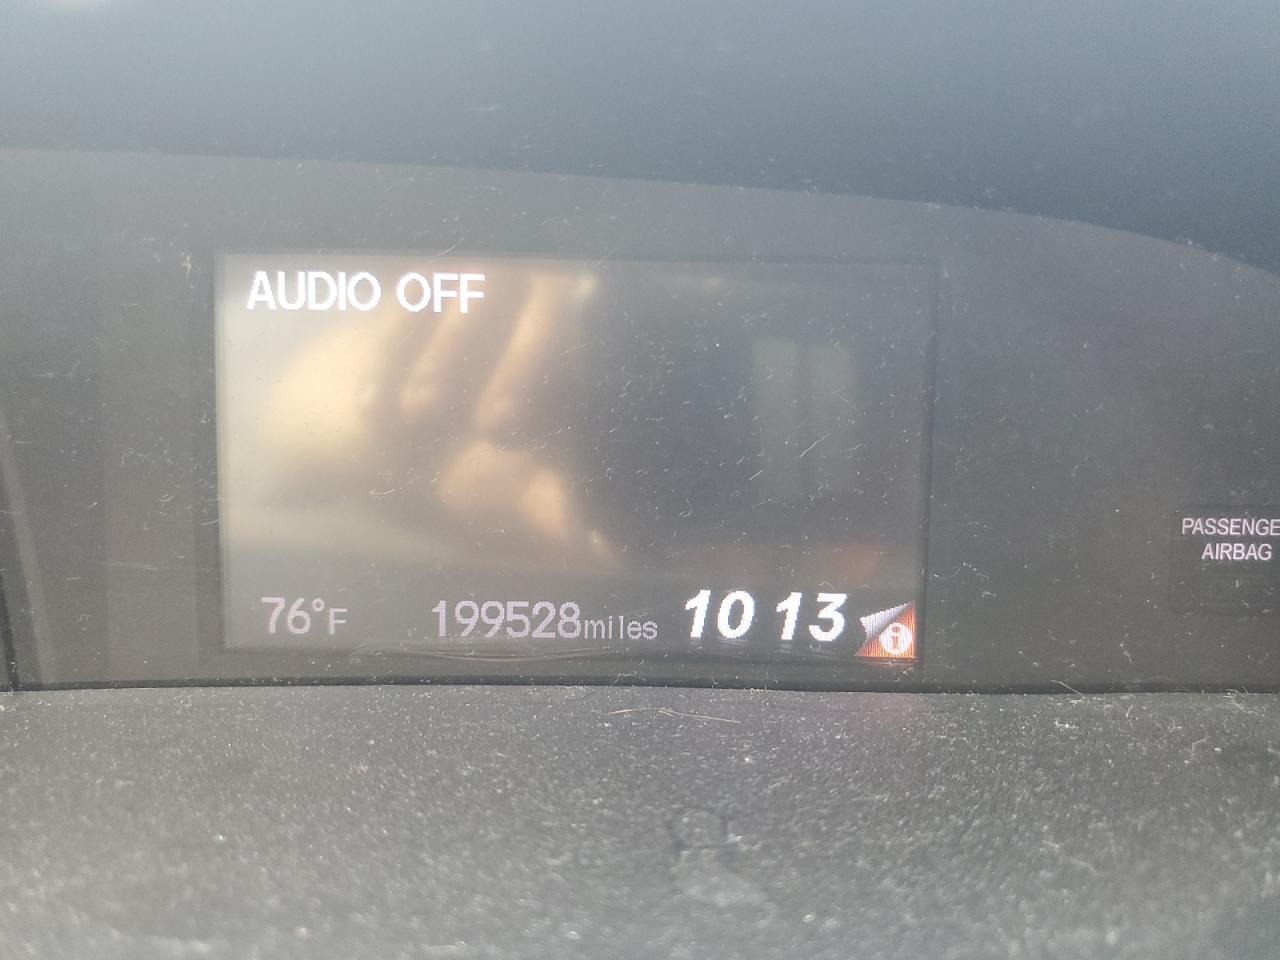 AUDIO OFF
76°F 199528miles 10 13
PASSENGE
AIRBAG